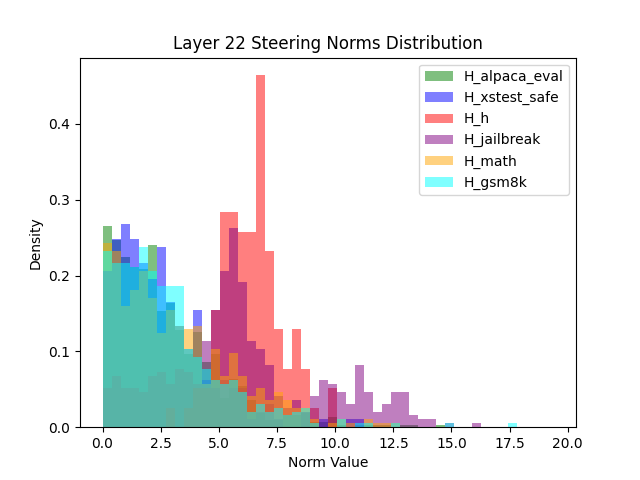 Layer 22 Steering Norms Distribution
H_alpaca_eval
H_xstest_safe
H_h
H_jailbreak
H_math
H_gsm8k
Density
0.4
0.3
0.2
0.1
0.0
0.0 2.5 5.0 7.5 10.0 12.5 15.0 17.5 20.0
Norm Value